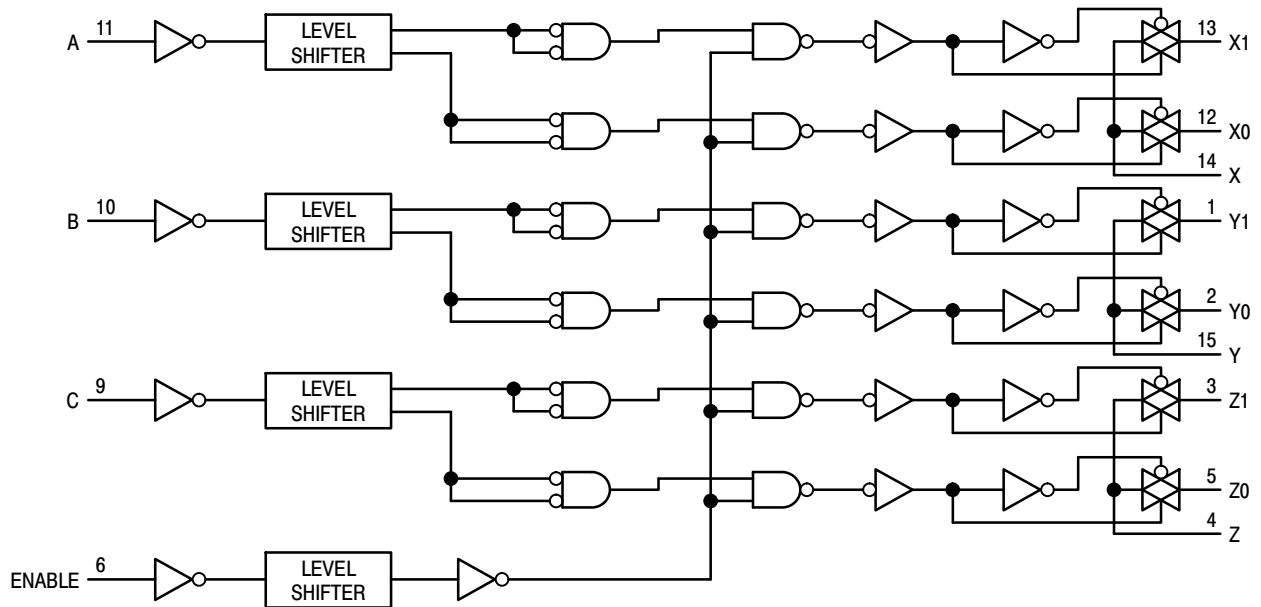 A 11 LEVEL SHIFTER 13 X1
12 X0
14 X
B 10 LEVEL SHIFTER 1 Y1
2 Y0
15 Y
C 9 LEVEL SHIFTER 3 Z1
5 Z0
4 Z
ENABLE 6 LEVEL SHIFTER